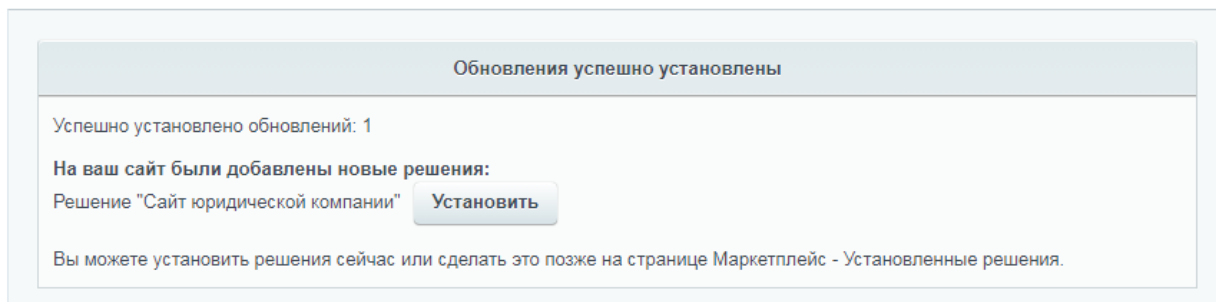 Обновления успешно установлены
Успешно установлено обновлений: 1
На ваш сайт были добавлены новые решения:
Решение "Сайт юридической компании" Установить
Вы можете установить решения сейчас или сделать это позже на странице Маркетплейс - Установленные решения.